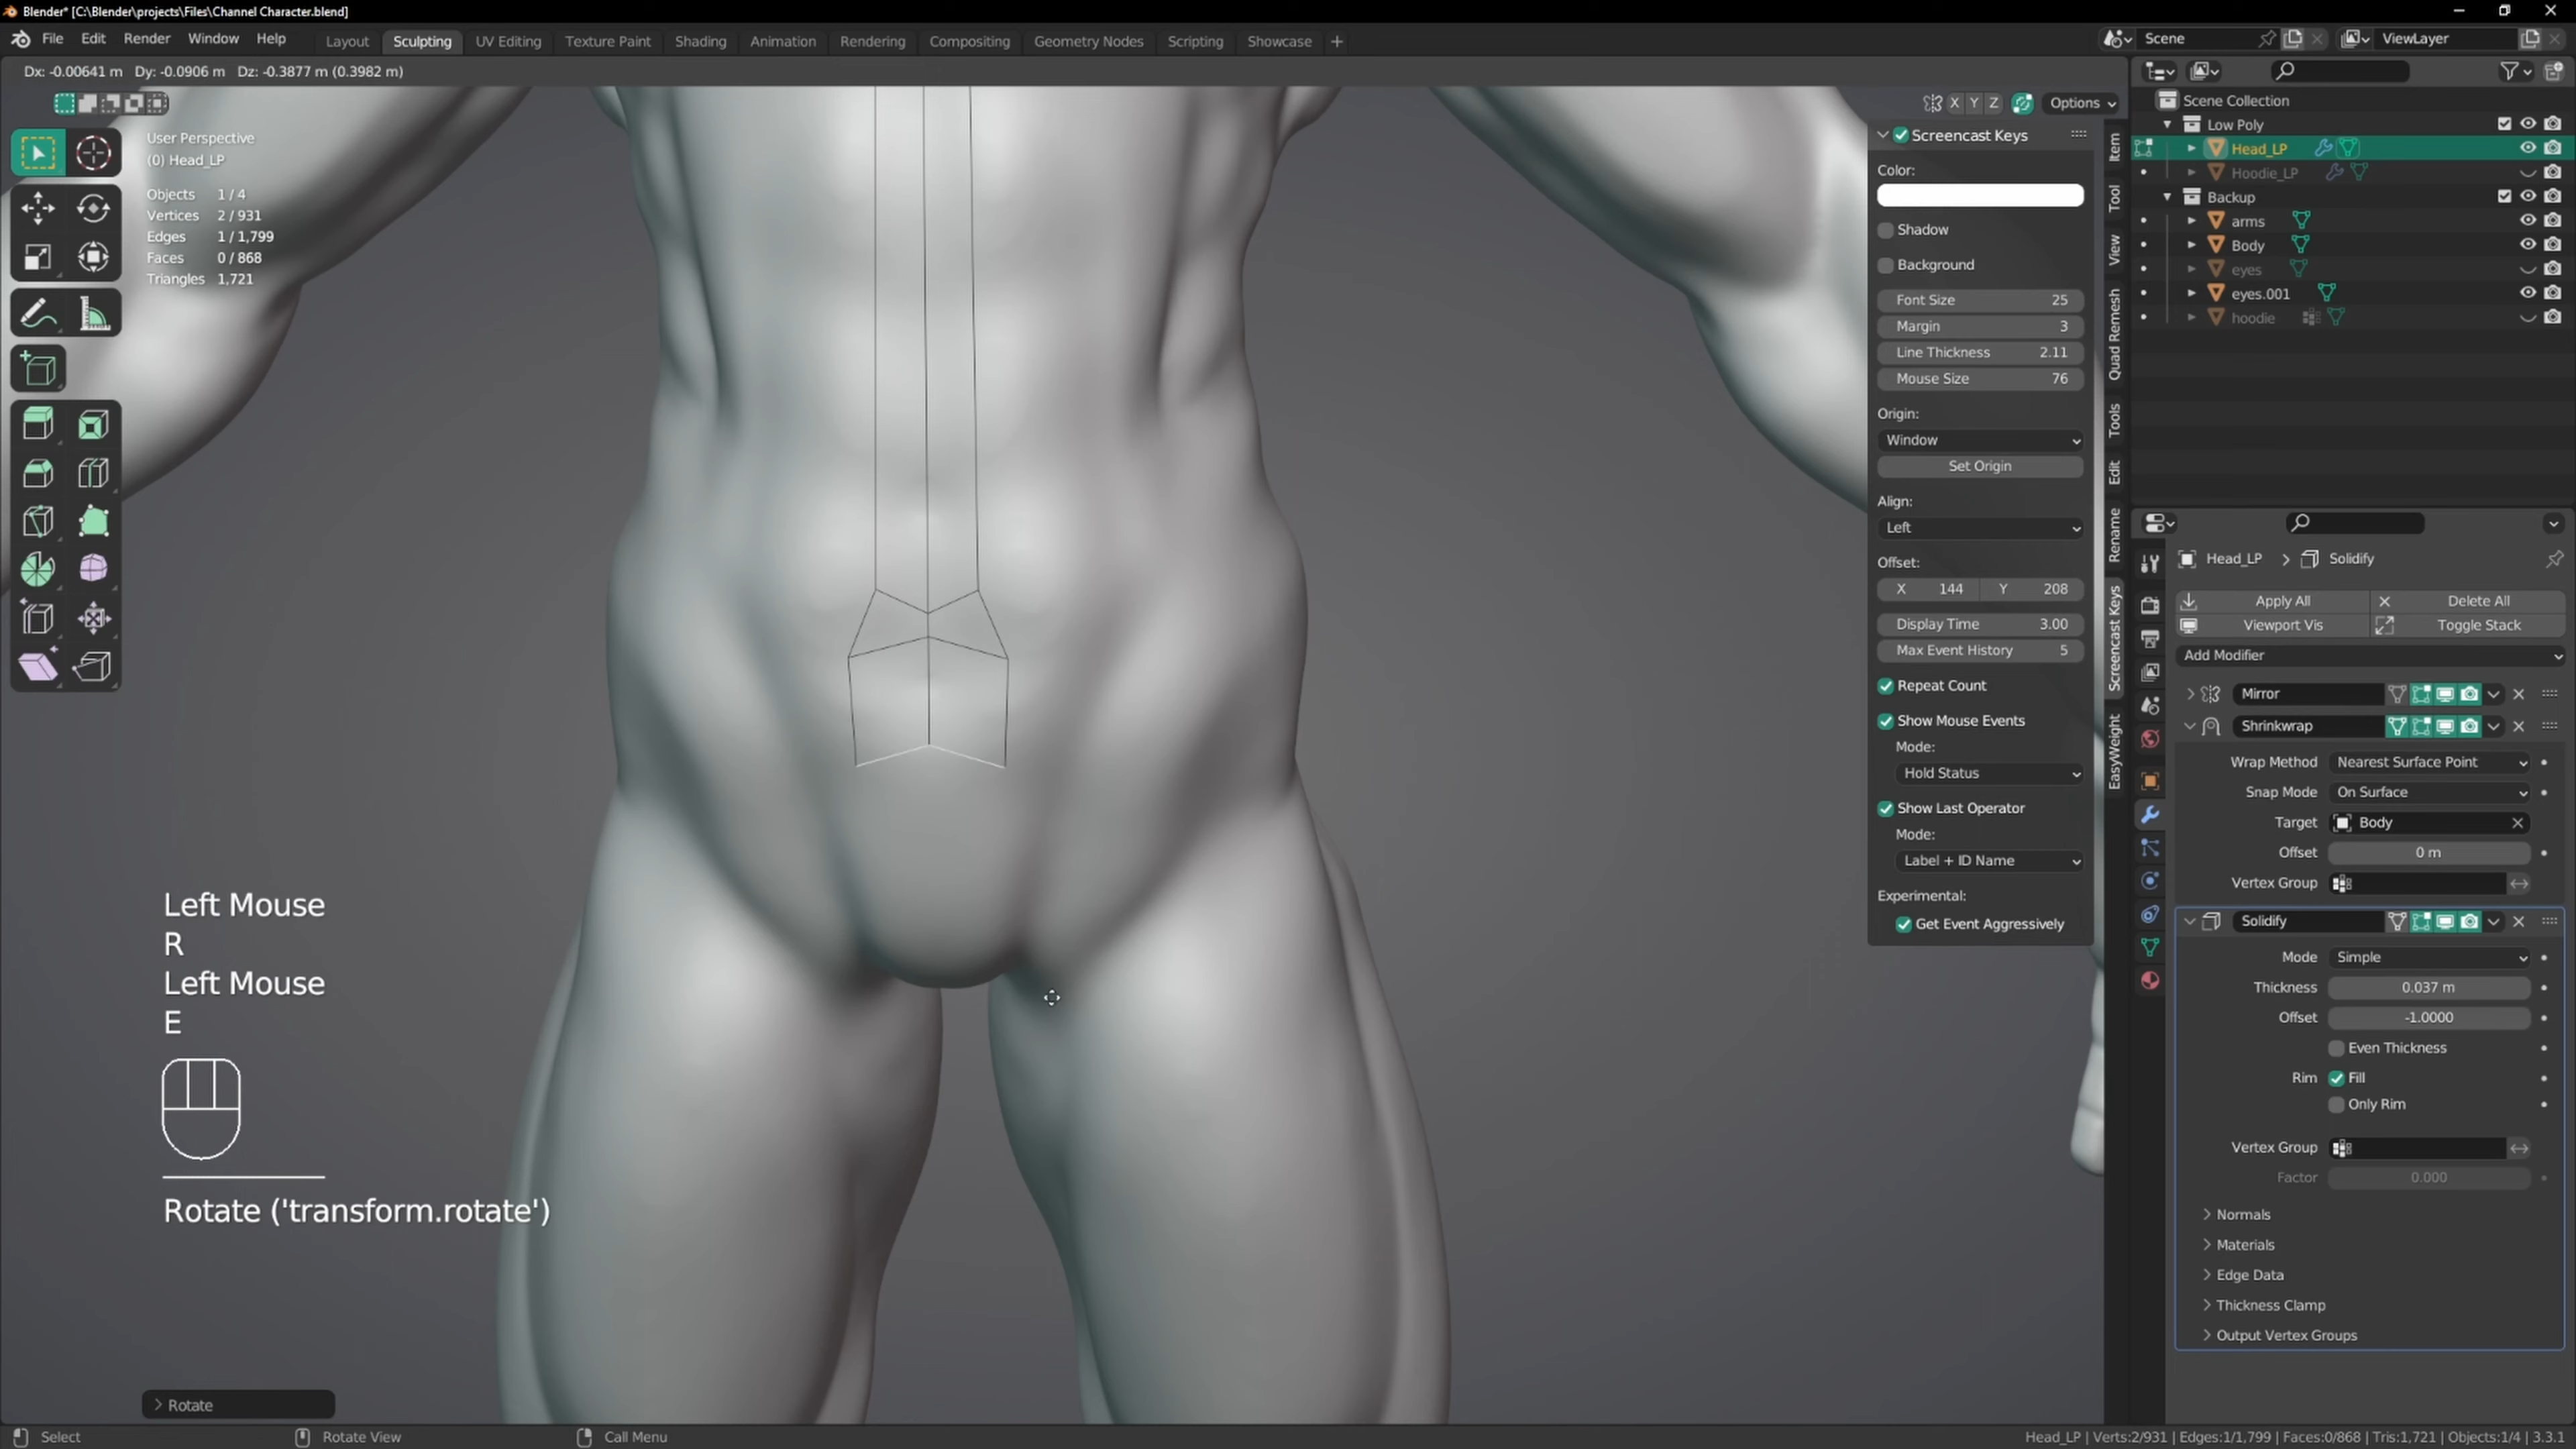 Blender* [C:\Blender\projects\Files\Channel Character.blend]
File Edit Render Window Help Layout Sculpting UV Editing Texture Paint Shading Animation Rendering Compositing Geometry Nodes Scripting Showcase + Scene ViewLayer
Dx: -0.00641 m Dy: -0.0906 m Dz: -0.3877 m (0.3982 m)
X Y Z Options
User Perspective
(0) Head_LP
Objects 1 / 4
Vertices 2 / 931
Edges 1 / 1,799
Faces 0 / 868
Triangles 1,721
Left Mouse
R
Left Mouse
E
Rotate ('transform.rotate')
Rotate
Screencast Keys
Color:
Shadow
Background
Font Size 25
Margin 3
Line Thickness 2.11
Mouse Size 76
Origin:
Window
Set Origin
Align:
Left
Offset:
X 144 Y 208
Display Time 3.00
Max Event History 5
Repeat Count
Show Mouse Events
Mode:
Hold Status
Show Last Operator
Mode:
Label + ID Name
Experimental:
Get Event Aggressively
Item
Tool
View
Quad Remesh
Tools
Edit
Rename
Screencast Keys
EasyWeight
Scene Collection
Low Poly
Head_LP
Hoodie_LP
Backup
arms
Body
eyes
eyes.001
hoodie
Head_LP > Solidify
Apply All Delete All
Viewport Vis Toggle Stack
Add Modifier
Mirror
Shrinkwrap
Wrap Method Nearest Surface Point
Snap Mode On Surface
Target Body
Offset 0 m
Vertex Group
Solidify
Mode Simple
Thickness 0.037 m
Offset -1.0000
Even Thickness
Rim Fill
Only Rim
Vertex Group
Factor 0.000
Normals
Materials
Edge Data
Thickness Clamp
Output Vertex Groups
Select Rotate View Call Menu Head_LP | Verts:2/931 | Edges:1/1,799 | Faces:0/868 | Tris:1,721 | Objects:1/4 | 3.3.1